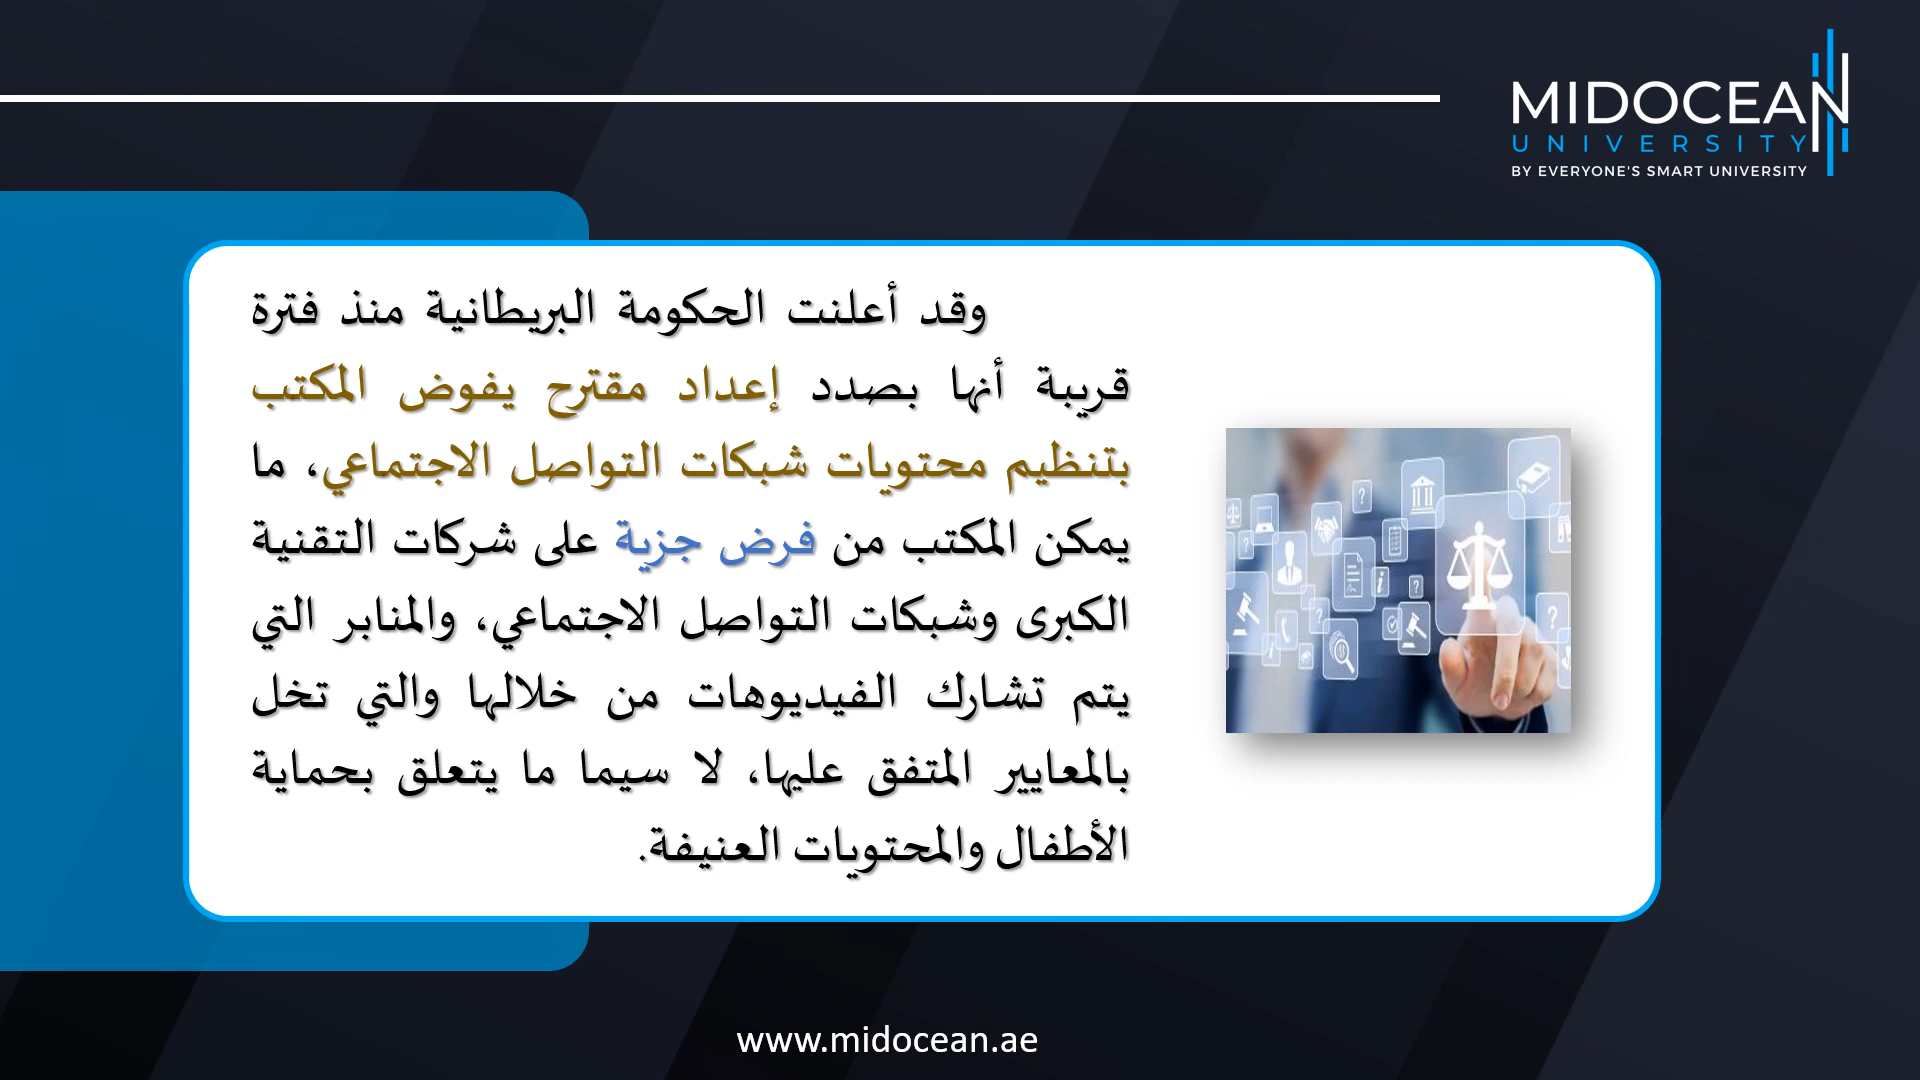 MIDOCEAN
UNIVERSITY
BY EVERYONE'S SMART UNIVERSITY
وقد أعلنت الحكومة البريطانية منذ فترة
قريبة أنها بصدد إعداد مقترح يفوض المكتب
بتنظيم محتويات شبكات التواصل الاجتماعي، ما
يمكن المكتب من فرض جزية على شركات التقنية
الكبرى وشبكات التواصل الاجتماعي، والمنابر التي
يتم تشارك الفيديوهات من خلالها والتي تخل
بالمعايير المتفق عليها، لا سيما ما يتعلق بحماية
الأطفال والمحتويات العنيفة.
www.midocean.ae